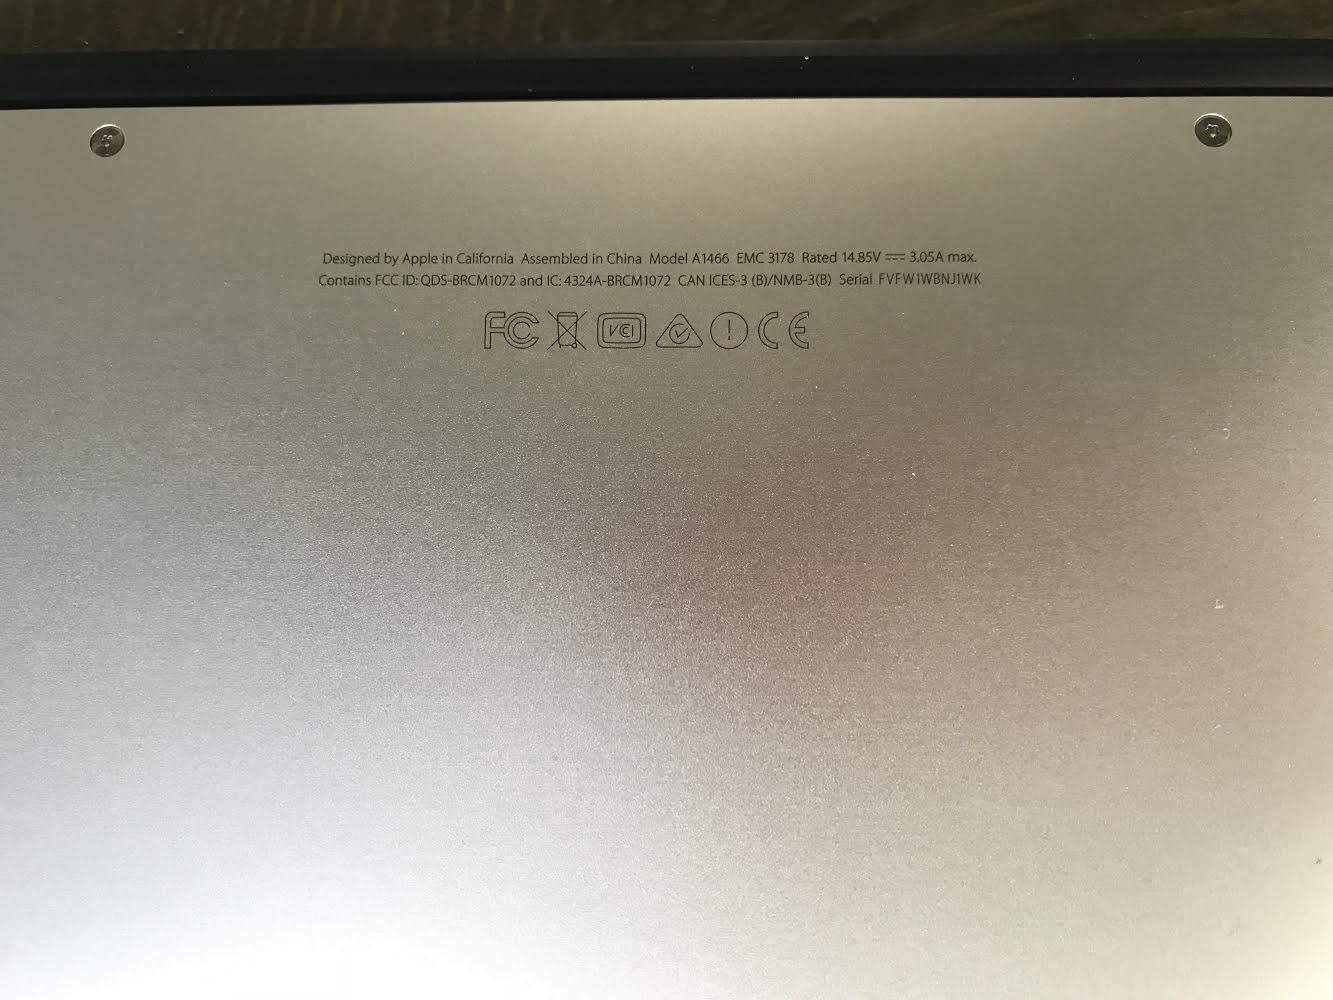 Designed by Apple in California Assembled in China Model A1466 EMC 3178 Rated 14.85V ⎓ 3.05A max.
Contains FCC ID: QDS-BRCM1072 and IC: 4324A-BRCM1072 CAN ICES-3 (B)/NMB-3(B) Serial FVFW1WBNJ1WK
FC VCI CE